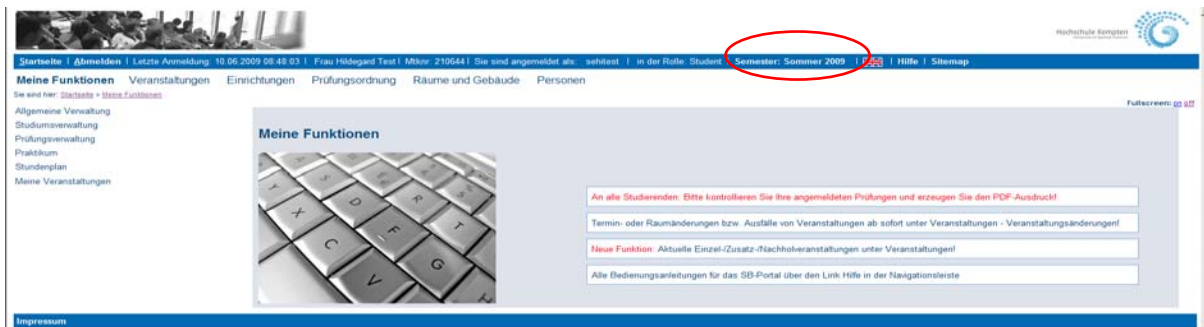 Hochschule Kempten
Startseite | Abmelden | Letzte Anmeldung: 10.06.2009 08:48:03 | Frau Hildegard Test | Mtknr: 210644 | Sie sind angemeldet als: sehitest | in der Rolle: Student | Semester: Sommer 2009 | | Hilfe | Sitemap
Meine Funktionen Veranstaltungen Einrichtungen Prüfungsordnung Räume und Gebäude Personen
Sie sind hier: Startseite > Meine Funktionen
Fullscreen: on off
Allgemeine Verwaltung
Studiumsverwaltung
Prüfungsverwaltung
Praktikum
Stundenplan
Meine Veranstaltungen
Meine Funktionen
An alle Studierenden: Bitte kontrollieren Sie Ihre angemeldeten Prüfungen und erzeugen Sie den PDF-Ausdruck!
Termin- oder Raumänderungen bzw. Ausfälle von Veranstaltungen ab sofort unter Veranstaltungen - Veranstaltungsänderungen!
Neue Funktion: Aktuelle Einzel-/Zusatz-/Nachholveranstaltungen unter Veranstaltungen!
Alle Bedienungsanleitungen für das SB-Portal über den Link Hilfe in der Navigationsleiste
Impressum